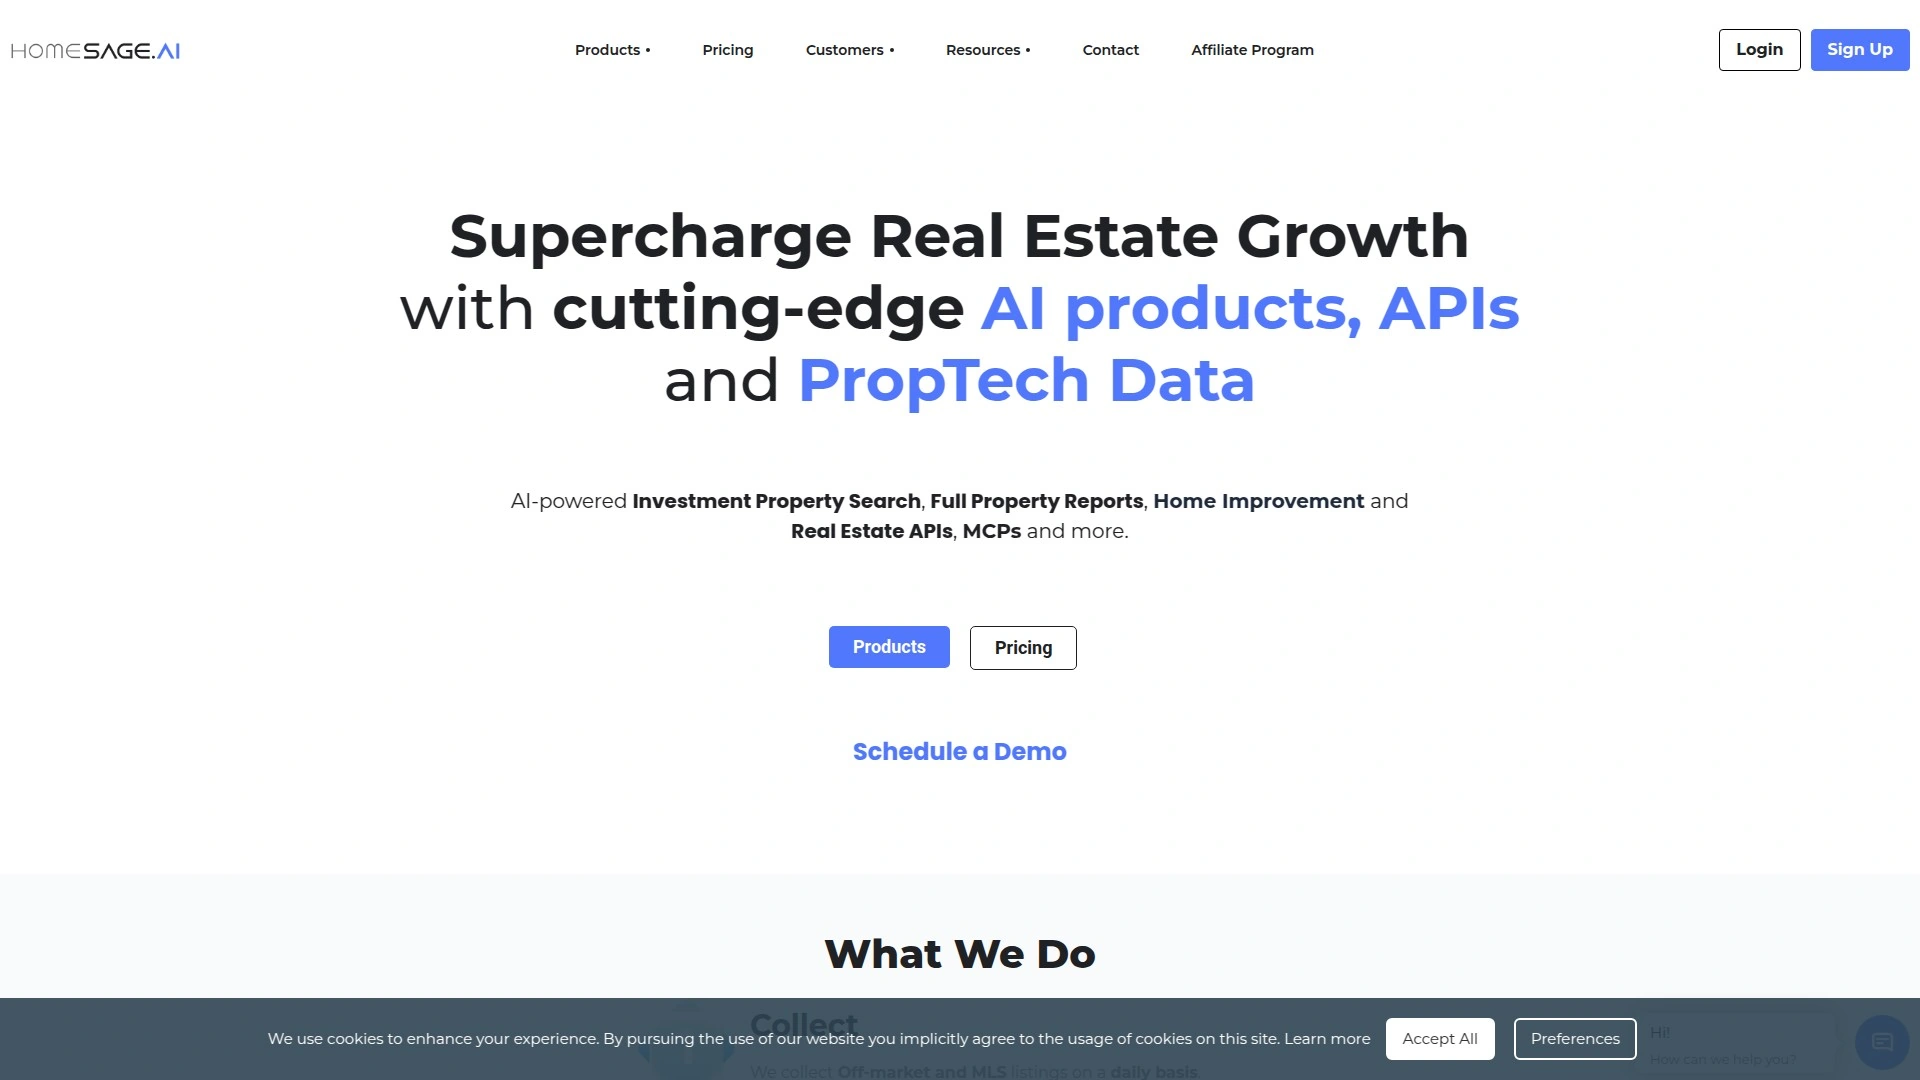 HOMESAGE.AI
Products • Pricing Customers • Resources • Contact Affiliate Program
Login Sign Up
Supercharge Real Estate Growth
with cutting-edge AI products, APIs
and PropTech Data
AI-powered Investment Property Search, Full Property Reports, Home Improvement and
Real Estate APIs, MCPs and more.
Products Pricing
Schedule a Demo
What We Do
Collect
We use cookies to enhance your experience. By pursuing the use of our website you implicitly agree to the usage of cookies on this site. Learn more Accept All Preferences
Hi!
How can we help you?
We collect Off-market and MLS listings on a daily basis.